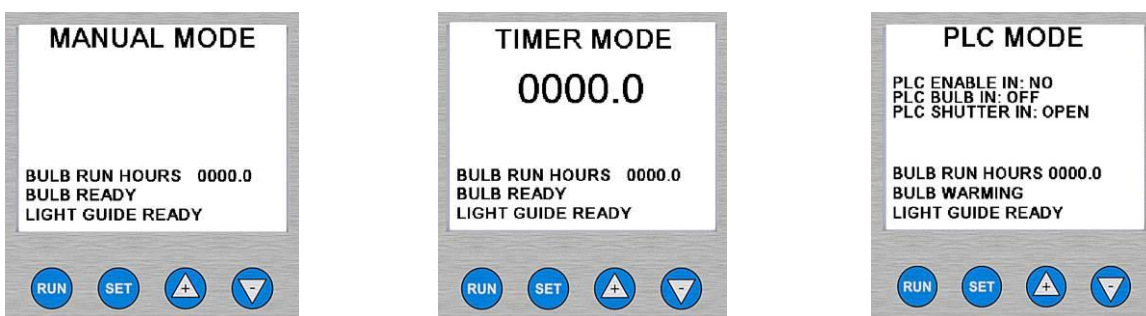 MANUAL MODE
BULB RUN HOURS 0000.0
BULB READY
LIGHT GUIDE READY
RUN SET + -
TIMER MODE
0000.0
BULB RUN HOURS 0000.0
BULB READY
LIGHT GUIDE READY
RUN SET + -
PLC MODE
PLC ENABLE IN: NO
PLC BULB IN: OFF
PLC SHUTTER IN: OPEN
BULB RUN HOURS 0000.0
BULB WARMING
LIGHT GUIDE READY
RUN SET + -